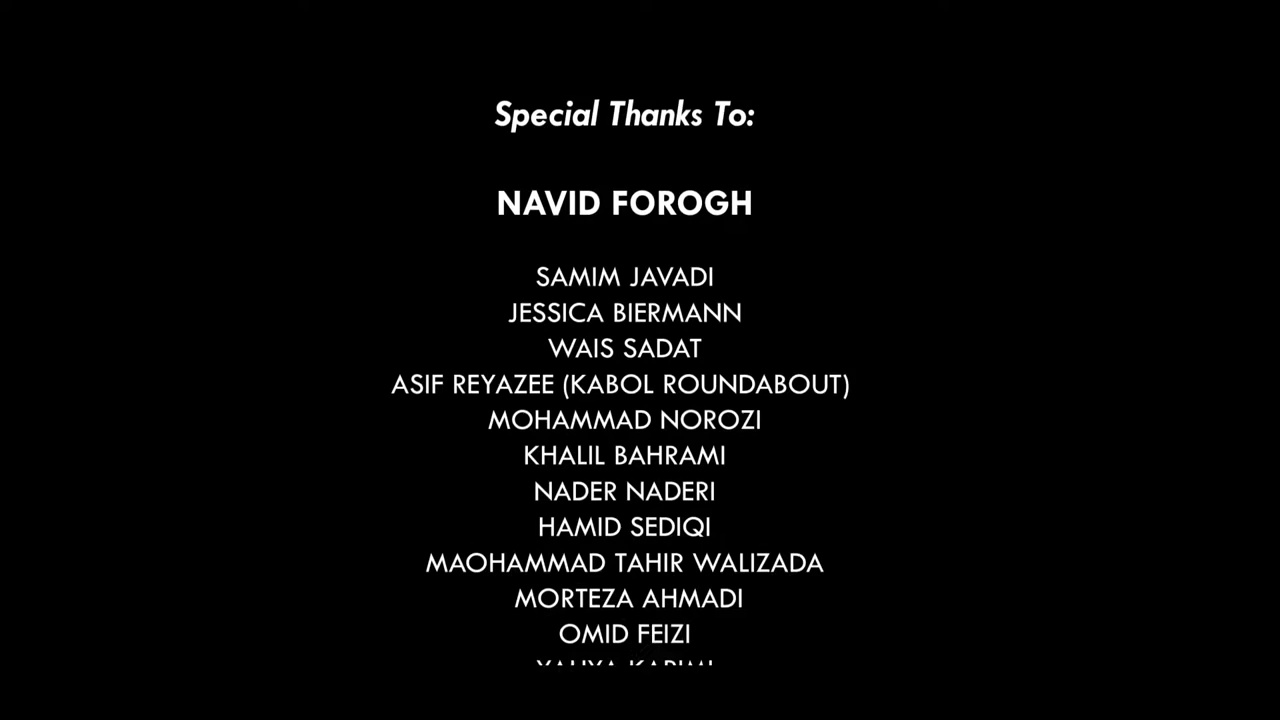 Special Thanks To:
NAVID FOROGH
SAMIM JAVADI
JESSICA BIERMANN
WAIS SADAT
ASIF REYAZEE (KABOL ROUNDABOUT)
MOHAMMAD NOROZI
KHALIL BAHRAMI
NADER NADERI
HAMID SEDIQI
MAOHAMMAD TAHIR WALIZADA
MORTEZA AHMADI
OMID FEIZI